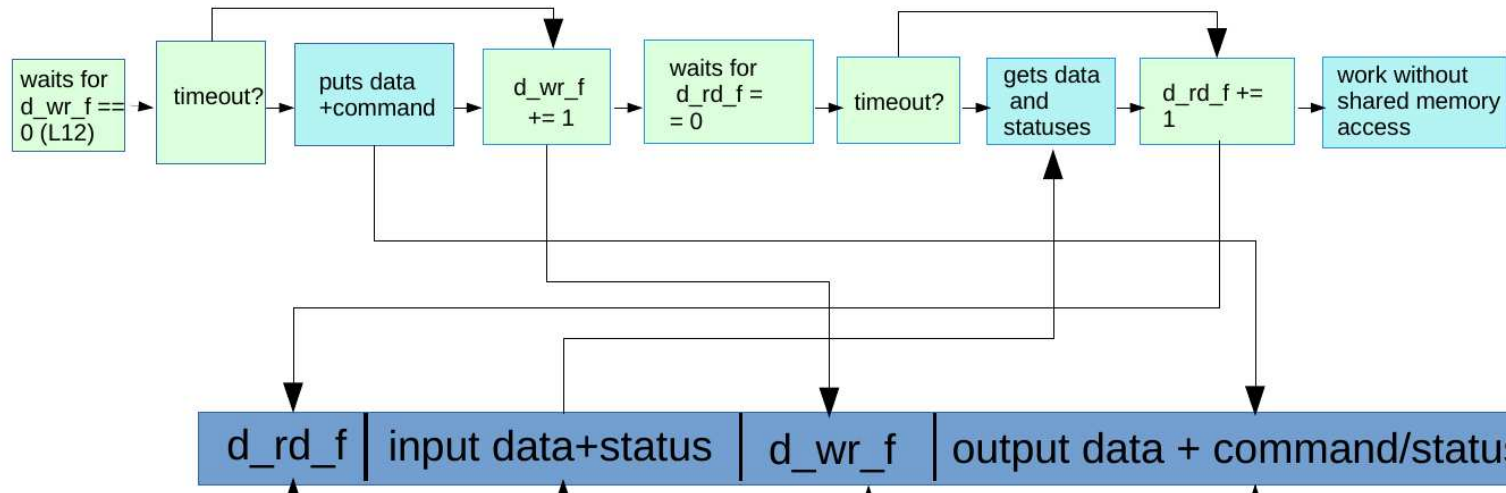 waits for
d_wr_f ==
0 (L12)
timeout?
puts data
+command
d_wr_f
+= 1
waits for
d_rd_f =
= 0
timeout?
gets data
and
statuses
d_rd_f +=
1
work without
shared memory
access
d_rd_f
input data+status
d_wr_f
output data + command/status